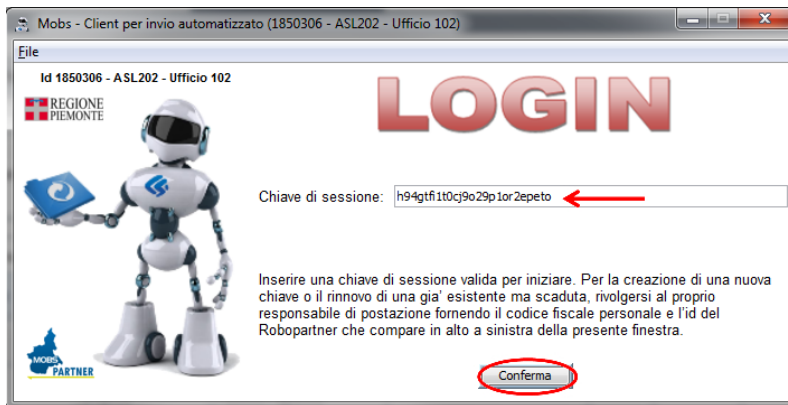 Mobs - Client per invio automatizzato (1850306 - ASL202 - Ufficio 102)
File
Id 1850306 - ASL202 - Ufficio 102
REGIONE
PIEMONTE
LOGIN
Chiave di sessione: h94gtfi1t0cj9o29p1or2epeto
Inserire una chiave di sessione valida per iniziare. Per la creazione di una nuova
chiave o il rinnovo di una gia' esistente ma scaduta, rivolgersi al proprio
responsabile di postazione fornendo il codice fiscale personale e l'id del
Robopartner che compare in alto a sinistra della presente finestra.
MOBS
PARTNER
Conferma